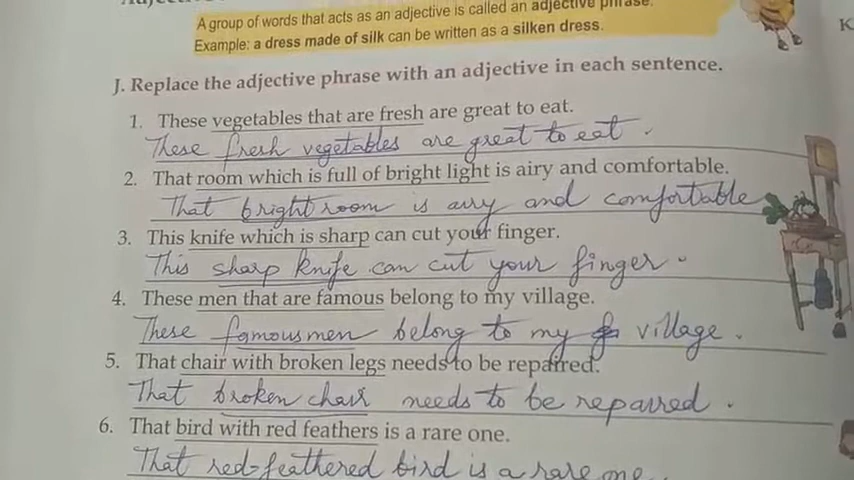 A group of words that acts as an adjective is called an adjective phrase.
Example: a dress made of silk can be written as a silken dress.
K
J. Replace the adjective phrase with an adjective in each sentence.
1. These vegetables that are fresh are great to eat.
These fresh vegetables are great to eat.
2. That room which is full of bright light is airy and comfortable.
That bright room is airy and comfortable
3. This knife which is sharp can cut your finger.
This sharp knife can cut your finger.
4. These men that are famous belong to my village.
These famous men belong to my village.
5. That chair with broken legs needs to be repaired.
That broken chair needs to be repaired.
6. That bird with red feathers is a rare one.
That red-feathered bird is a rare one.